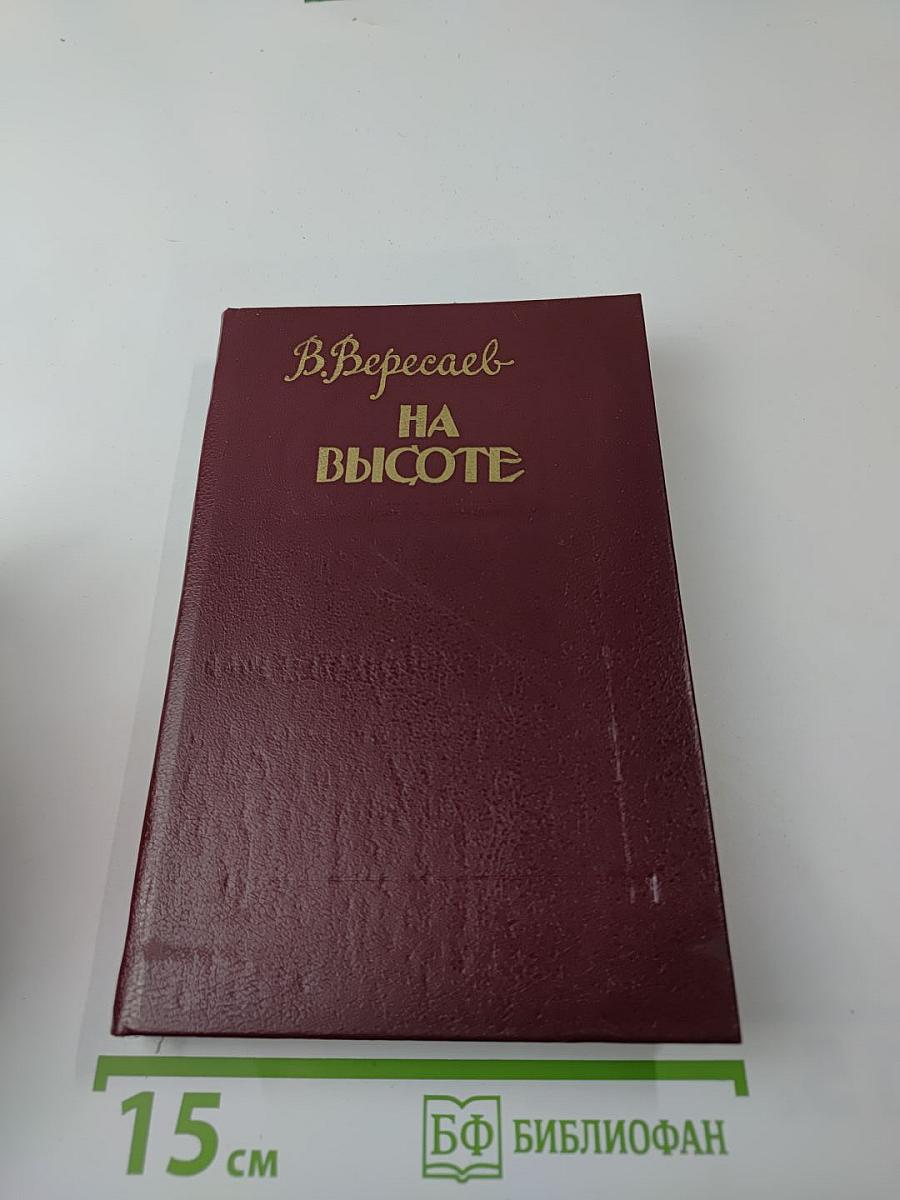 В. Вересаев
НА
ВЫСОТЕ
15 см
БФ БИБЛИОФАН